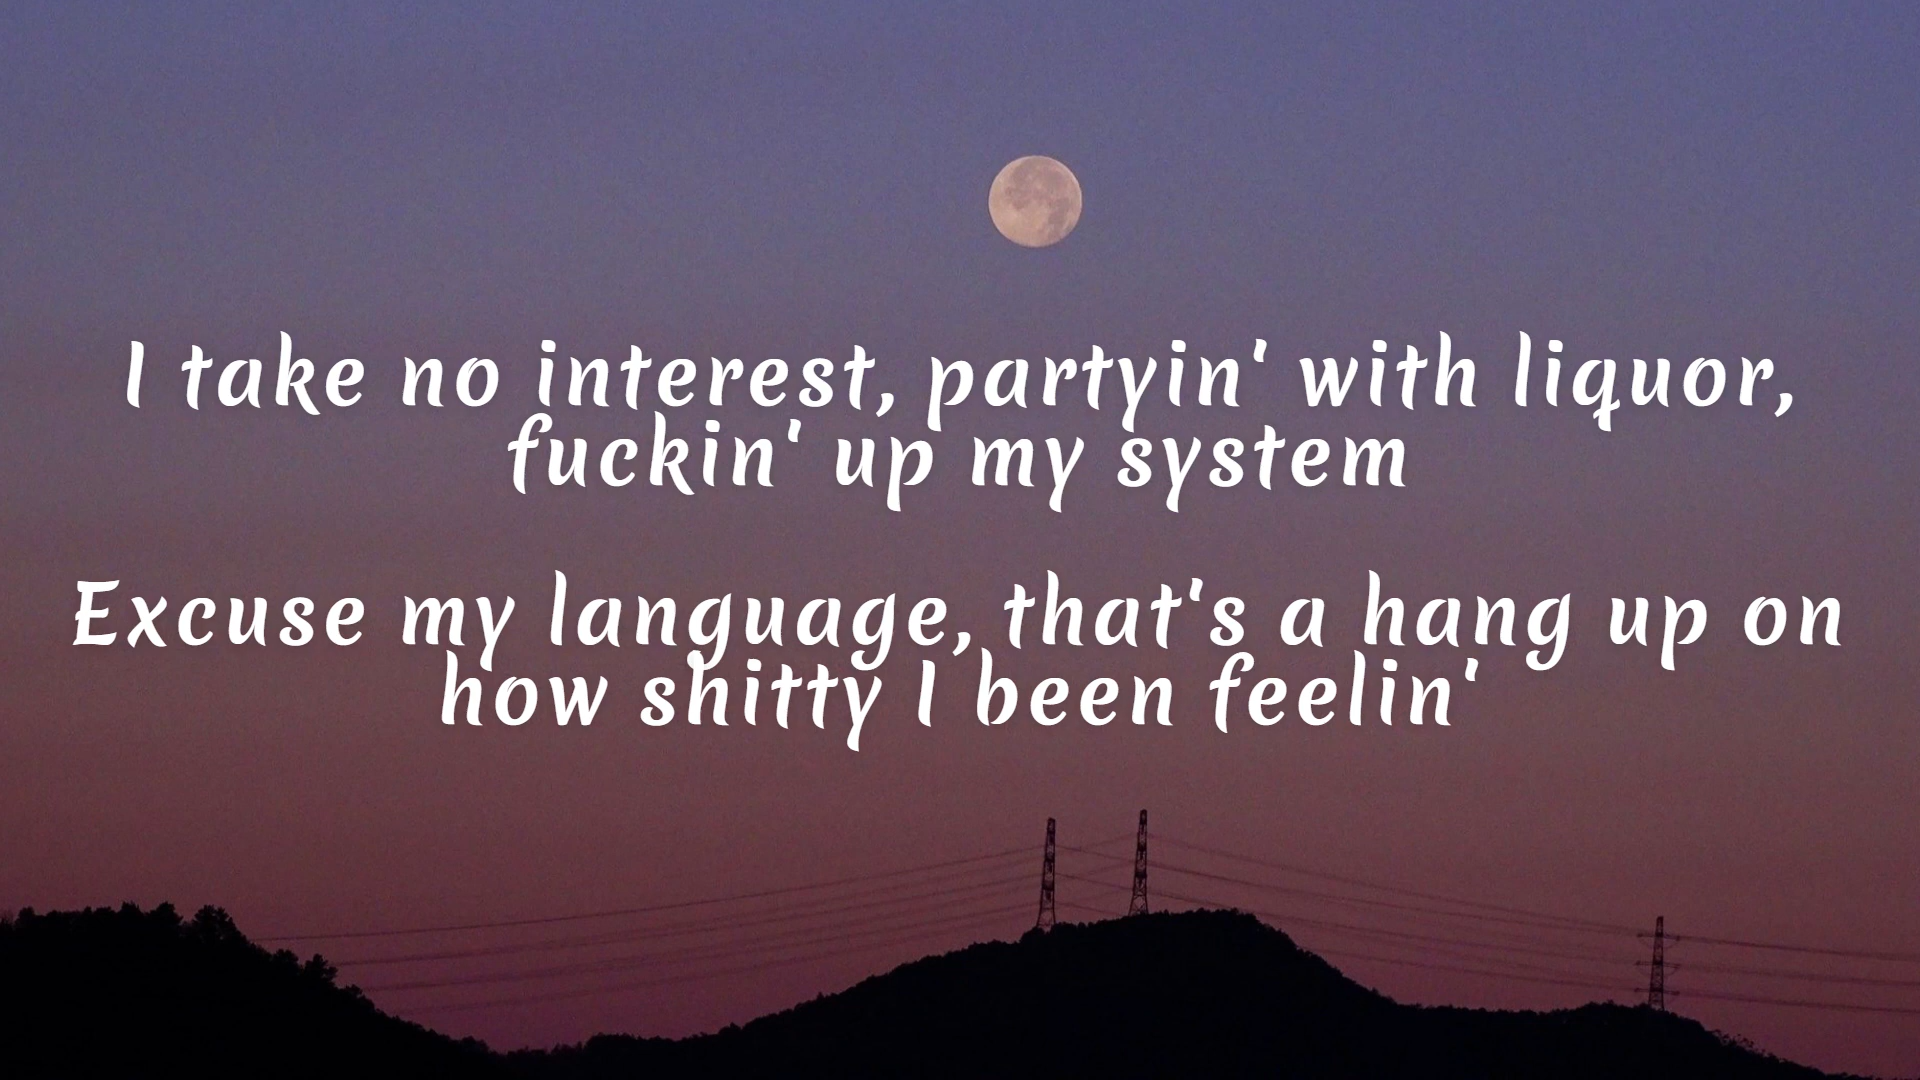 I take no interest, partyin' with liquor,
fuckin' up my system
Excuse my language, that's a hang up on
how shitty I been feelin'